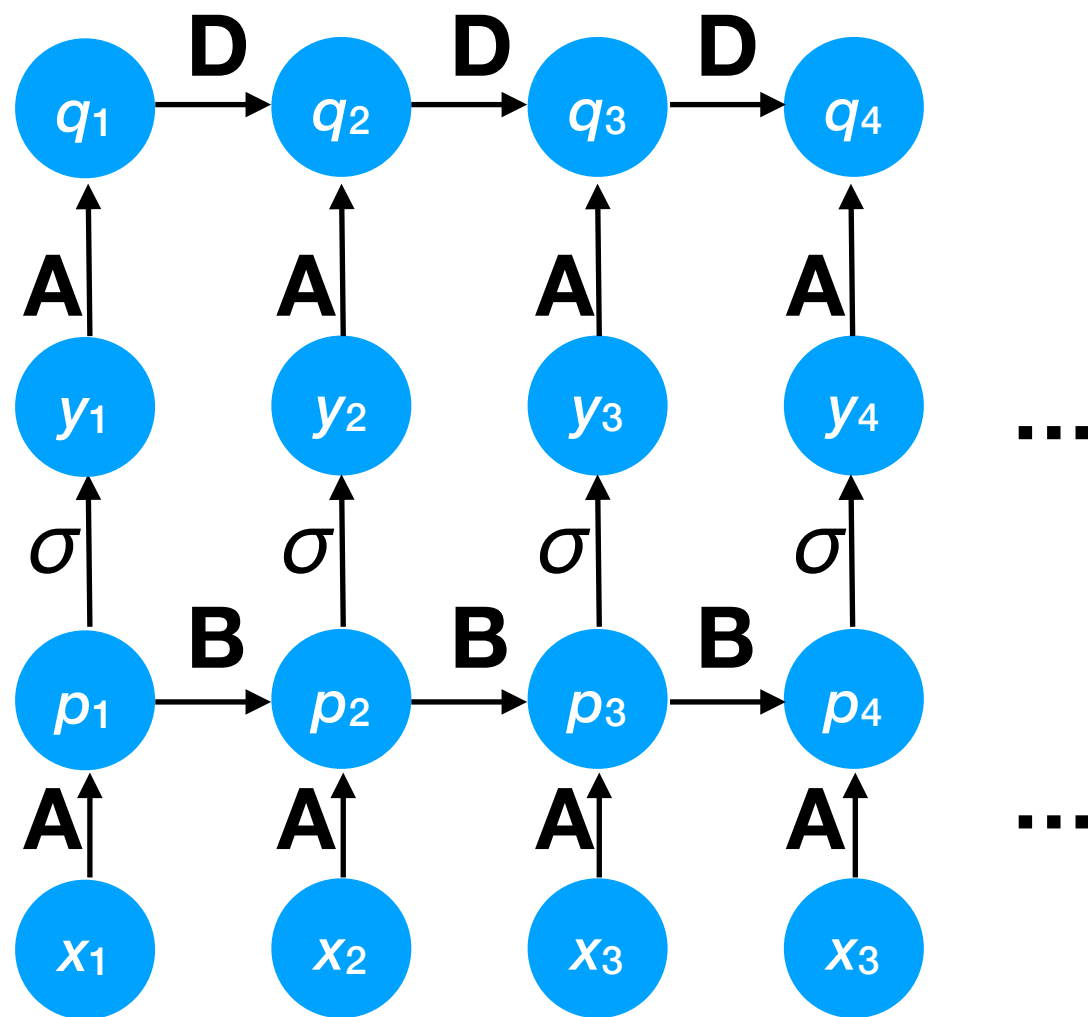 D D D
q1 q2 q3 q4
A A A A
y1 y2 y3 y4
...
σ σ σ σ
B B B
p1 p2 p3 p4
A A A A
...
x1 x2 x3 x3